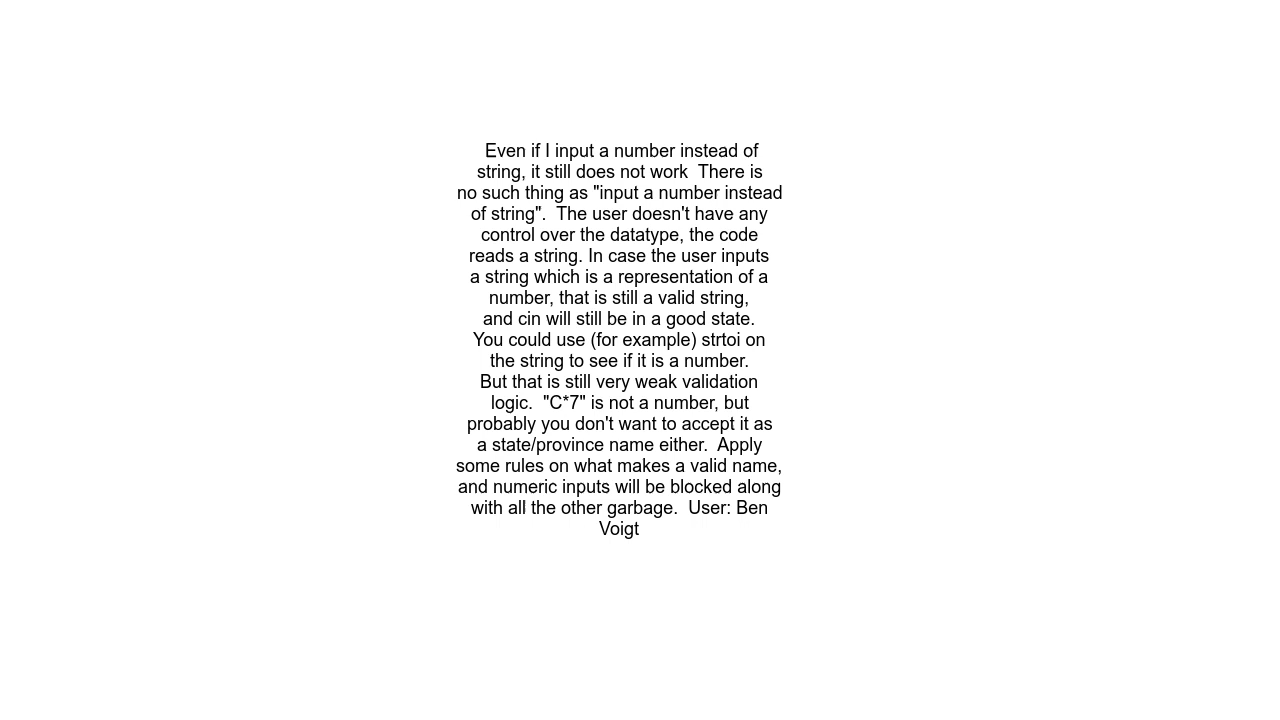 Even if I input a number instead of
string, it still does not work  There is
no such thing as "input a number instead
of string".  The user doesn't have any
control over the datatype, the code
reads a string. In case the user inputs
a string which is a representation of a
number, that is still a valid string,
and cin will still be in a good state.
You could use (for example) strtoi on
the string to see if it is a number.
But that is still very weak validation
logic.  "C*7" is not a number, but
probably you don't want to accept it as
a state/province name either.  Apply
some rules on what makes a valid name,
and numeric inputs will be blocked along
with all the other garbage.  User: Ben
Voigt